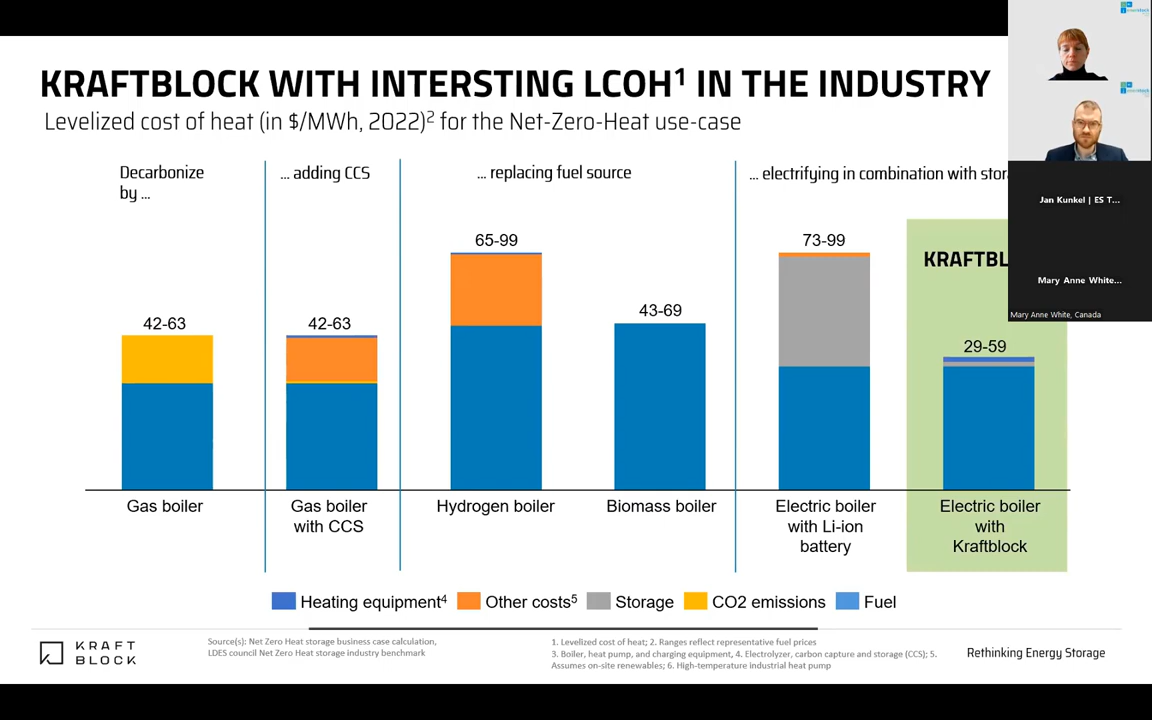 KRAFTBLOCK WITH INTERSTING LCOH¹ IN THE INDUSTRY
Levelized cost of heat (in $/MWh, 2022)² for the Net-Zero-Heat use-case
Decarbonize
by ...
... adding CCS
... replacing fuel source
... electrifying in combination with stor
42-63
42-63
65-99
43-69
73-99
KRAFTBL
29-59
Gas boiler
Gas boiler
with CCS
Hydrogen boiler
Biomass boiler
Electric boiler
with Li-ion
battery
Electric boiler
with
Kraftblock
Heating equipment⁴
Other costs⁵
Storage
CO2 emissions
Fuel
KRAFT
BLOCK
Source(s): Net Zero Heat storage business case calculation,
LDES council Net Zero Heat storage industry benchmark
1. Levelized cost of heat; 2. Ranges reflect representative fuel prices
3. Boiler, heat pump, and charging equipment, 4. Electrolyzer, carbon capture and storage (CCS); 5.
Assumes on-site renewables; 6. High-temperature industrial heat pump
Rethinking Energy Storage
Jan Kunkel | ES T...
Mary Anne White...
Mary Anne White, Canada